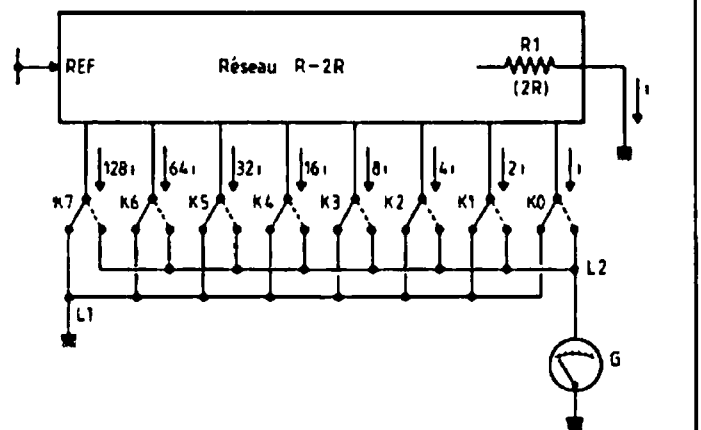 R1
REF
Réseau R-2R
(2R)
i
128i
64i
32i
16i
8i
4i
2i
i
K7
K6
K5
K4
K3
K2
K1
K0
L2
L1
G